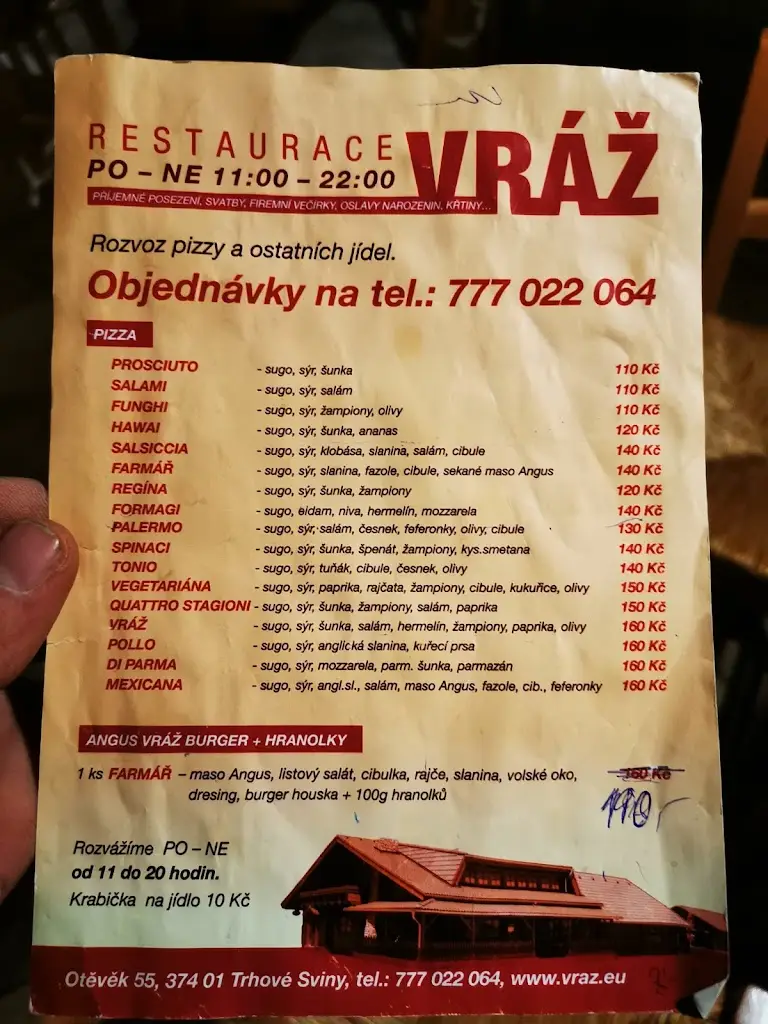 RESTAURACE VRÁŽ
PO – NE 11:00 – 22:00
PŘÍJEMNÉ POSEZENÍ, SVATBY, FIREMNÍ VEČÍRKY, OSLAVY NAROZENIN, KŘTINY...
Rozvoz pizzy a ostatních jídel.
Objednávky na tel.: 777 022 064
PIZZA
PROSCIUTO - sugo, sýr, šunka 110 Kč
SALAMI - sugo, sýr, salám 110 Kč
FUNGHI - sugo, sýr, žampiony, olivy 110 Kč
HAWAI - sugo, sýr, šunka, ananas 120 Kč
SALSICCIA - sugo, sýr, klobása, slanina, salám, cibule 140 Kč
FARMÁŘ - sugo, sýr, slanina, fazole, cibule, sekané maso Angus 140 Kč
REGÍNA - sugo, sýr, šunka, žampiony 120 Kč
FORMAGI - sugo, eidam, niva, hermelín, mozzarela 140 Kč
PALERMO - sugo, sýr, salám, česnek, feferonky, olivy, cibule 130 Kč
SPINACI - sugo, sýr, šunka, špenát, žampiony, kys.smetana 140 Kč
TONIO - sugo, sýr, tuňák, cibule, česnek, olivy 140 Kč
VEGETARIÁNA - sugo, sýr, paprika, rajčata, žampiony, cibule, kukuřice, olivy 150 Kč
QUATTRO STAGIONI - sugo, sýr, šunka, žampiony, salám, paprika 150 Kč
VRÁŽ - sugo, sýr, šunka, salám, hermelín, žampiony, paprika, olivy 160 Kč
POLLO - sugo, sýr, anglická slanina, kuřecí prsa 160 Kč
DI PARMA - sugo, sýr, mozzarela, parm. šunka, parmazán 160 Kč
MEXICANA - sugo, sýr, angl.sl., salám, maso Angus, fazole, cib., feferonky 160 Kč
ANGUS VRÁŽ BURGER + HRANOLKY
1 ks FARMÁŘ – maso Angus, listový salát, cibulka, rajče, slanina, volské oko, 160 Kč
dresing, burger houska + 100g hranolků 190,-
Rozvážíme PO – NE
od 11 do 20 hodin.
Krabička na jídlo 10 Kč
Otěvěk 55, 374 01 Trhové Sviny, tel.: 777 022 064, www.vraz.eu